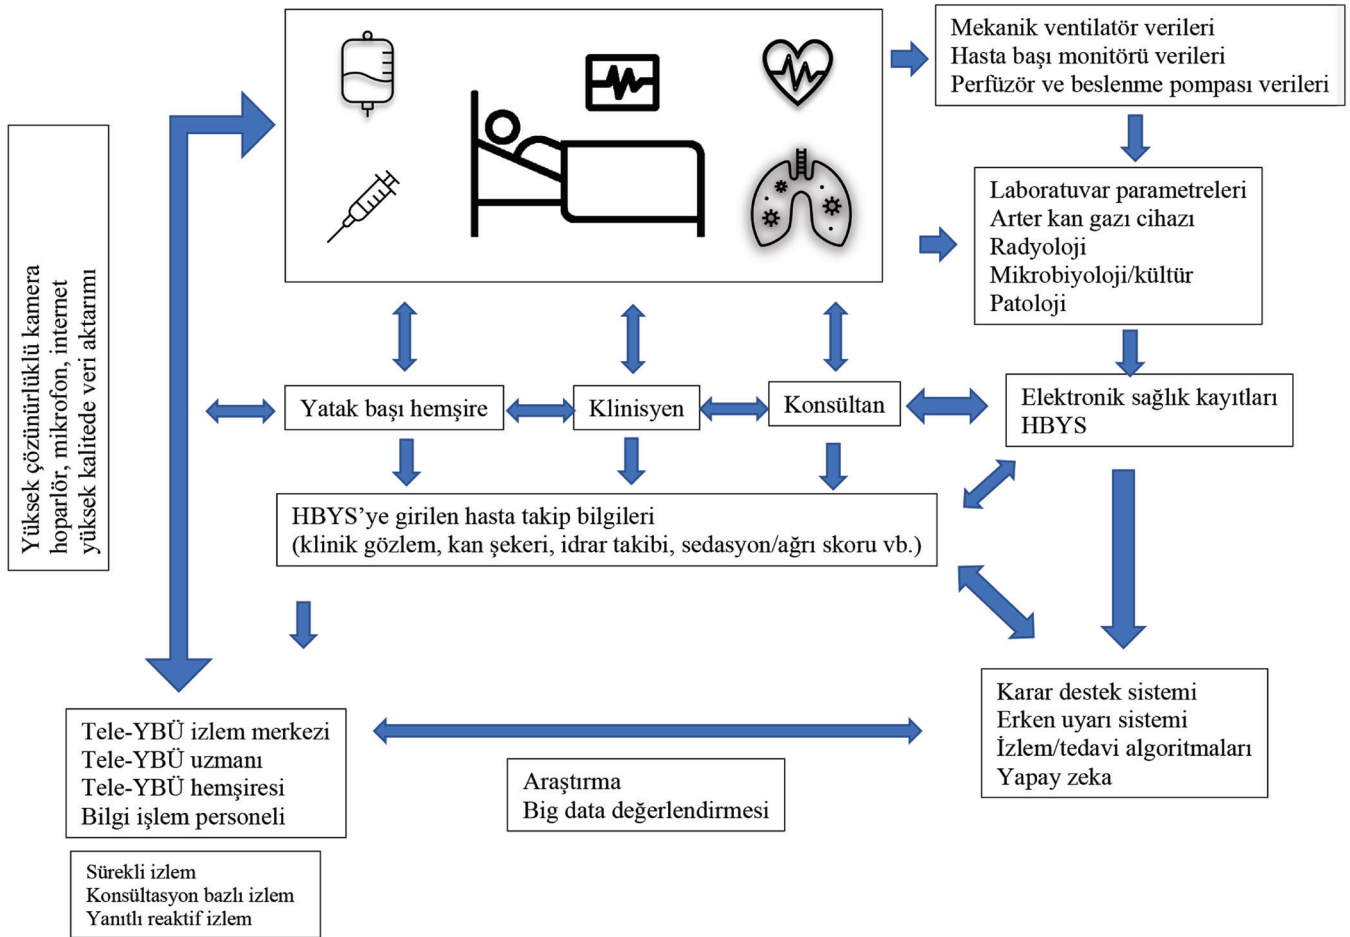 Mekanik ventilatör verileri
Hasta başı monitörü verileri
Perfüzör ve beslenme pompası verileri
Yüksek çözünürlüklü kamera
hoparlör, mikrofon, internet
yüksek kalitede veri aktarımı
Laboratuvar parametreleri
Arter kan gazı cihazı
Radyoloji
Mikrobiyoloji/kültür
Patoloji
Yatak başı hemşire
Klinisyen
Konsültan
Elektronik sağlık kayıtları
HBYS
HBYS’ye girilen hasta takip bilgileri
(klinik gözlem, kan şekeri, idrar takibi, sedasyon/ağrı skoru vb.)
Tele-YBÜ izlem merkezi
Tele-YBÜ uzmanı
Tele-YBÜ hemşiresi
Bilgi işlem personeli
Araştırma
Big data değerlendirmesi
Karar destek sistemi
Erken uyarı sistemi
İzlem/tedavi algoritmaları
Yapay zeka
Sürekli izlem
Konsültasyon bazlı izlem
Yanıtlı reaktif izlem